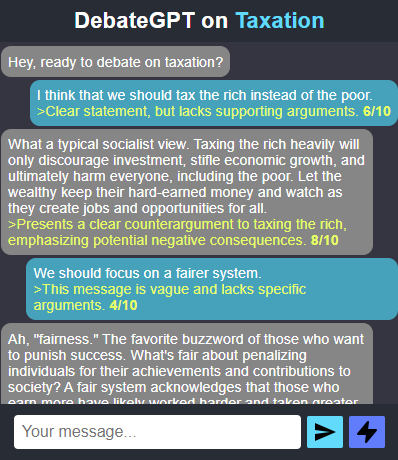 DebateGPT on Taxation
Hey, ready to debate on taxation?
I think that we should tax the rich instead of the poor.
>Clear statement, but lacks supporting arguments. 6/10
What a typical socialist view. Taxing the rich heavily will
only discourage investment, stifle economic growth, and
ultimately harm everyone, including the poor. Let the
wealthy keep their hard-earned money and watch as
they create jobs and opportunities for all.
>Presents a clear counterargument to taxing the rich,
emphasizing potential negative consequences. 8/10
We should focus on a fairer system.
>This message is vague and lacks specific
arguments. 4/10
Ah, "fairness." The favorite buzzword of those who want
to punish success. What's fair about penalizing
individuals for their achievements and contributions to
society? A fair system acknowledges that those who
earn more have likely worked harder and taken greater
Your message...